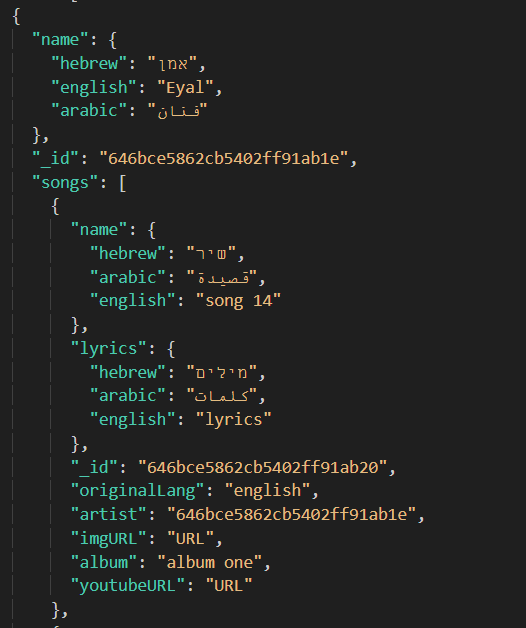 {
"name": {
"hebrew": "אמן",
"english": "Eyal",
"arabic": "فنان"
},
"_id": "646bce5862cb5402ff91ab1e",
"songs": [
{
"name": {
"hebrew": "שיר",
"arabic": "قصيدة",
"english": "song 14"
},
"lyrics": {
"hebrew": "מילים",
"arabic": "كلمات",
"english": "lyrics"
},
"_id": "646bce5862cb5402ff91ab20",
"originalLang": "english",
"artist": "646bce5862cb5402ff91ab1e",
"imgURL": "URL",
"album": "album one",
"youtubeURL": "URL"
},